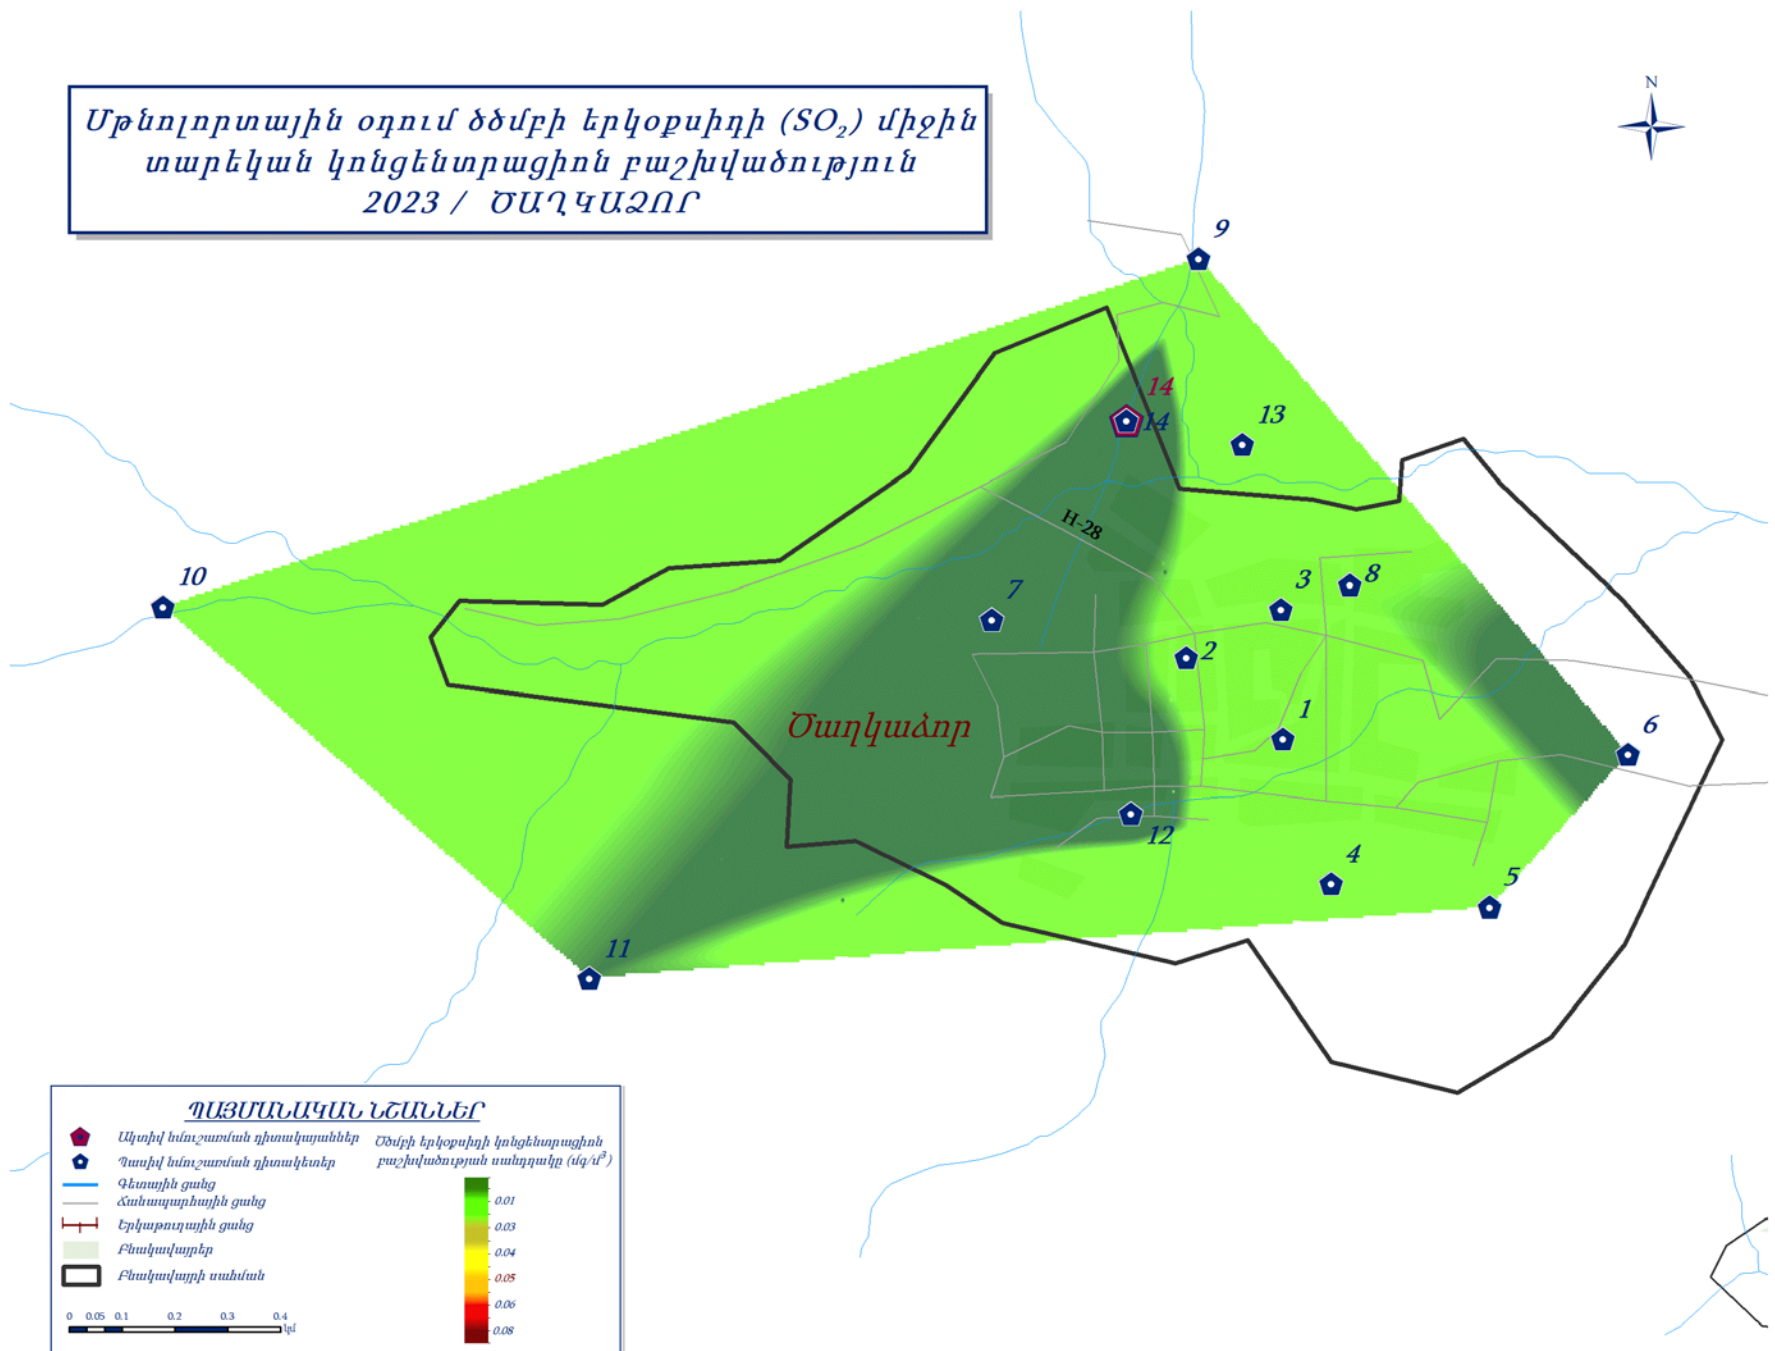 Մթնոլորտային օդում ծծմբի երկօքսիդի (SO₂) միջին
տարեկան կոնցենտրացիոն բաշխվածություն
2023 / ԾԱՂԿԱՁՈՐ
N
9
14
14
13
10
H-28
7
3
8
2
Ծաղկաձոր
1
6
12
4
5
11
ՊԱՅՄԱՆԱԿԱՆ ՆՇԱՆՆԵՐ
Ակտիվ նմուշառման դիտակայաններ
Պասիվ նմուշառման դիտակետեր
Գետային ցանց
Ճանապարհային ցանց
Երկաթուղային ցանց
Բնակավայրեր
Բնակավայրի սահման
0 0.05 0.1 0.2 0.3 0.4
կմ
Ծծմբի երկօքսիդի կոնցենտրացիոն
բաշխվածության սանդղակը (մգ/մ³)
0.01
0.03
0.04
0.05
0.06
0.08